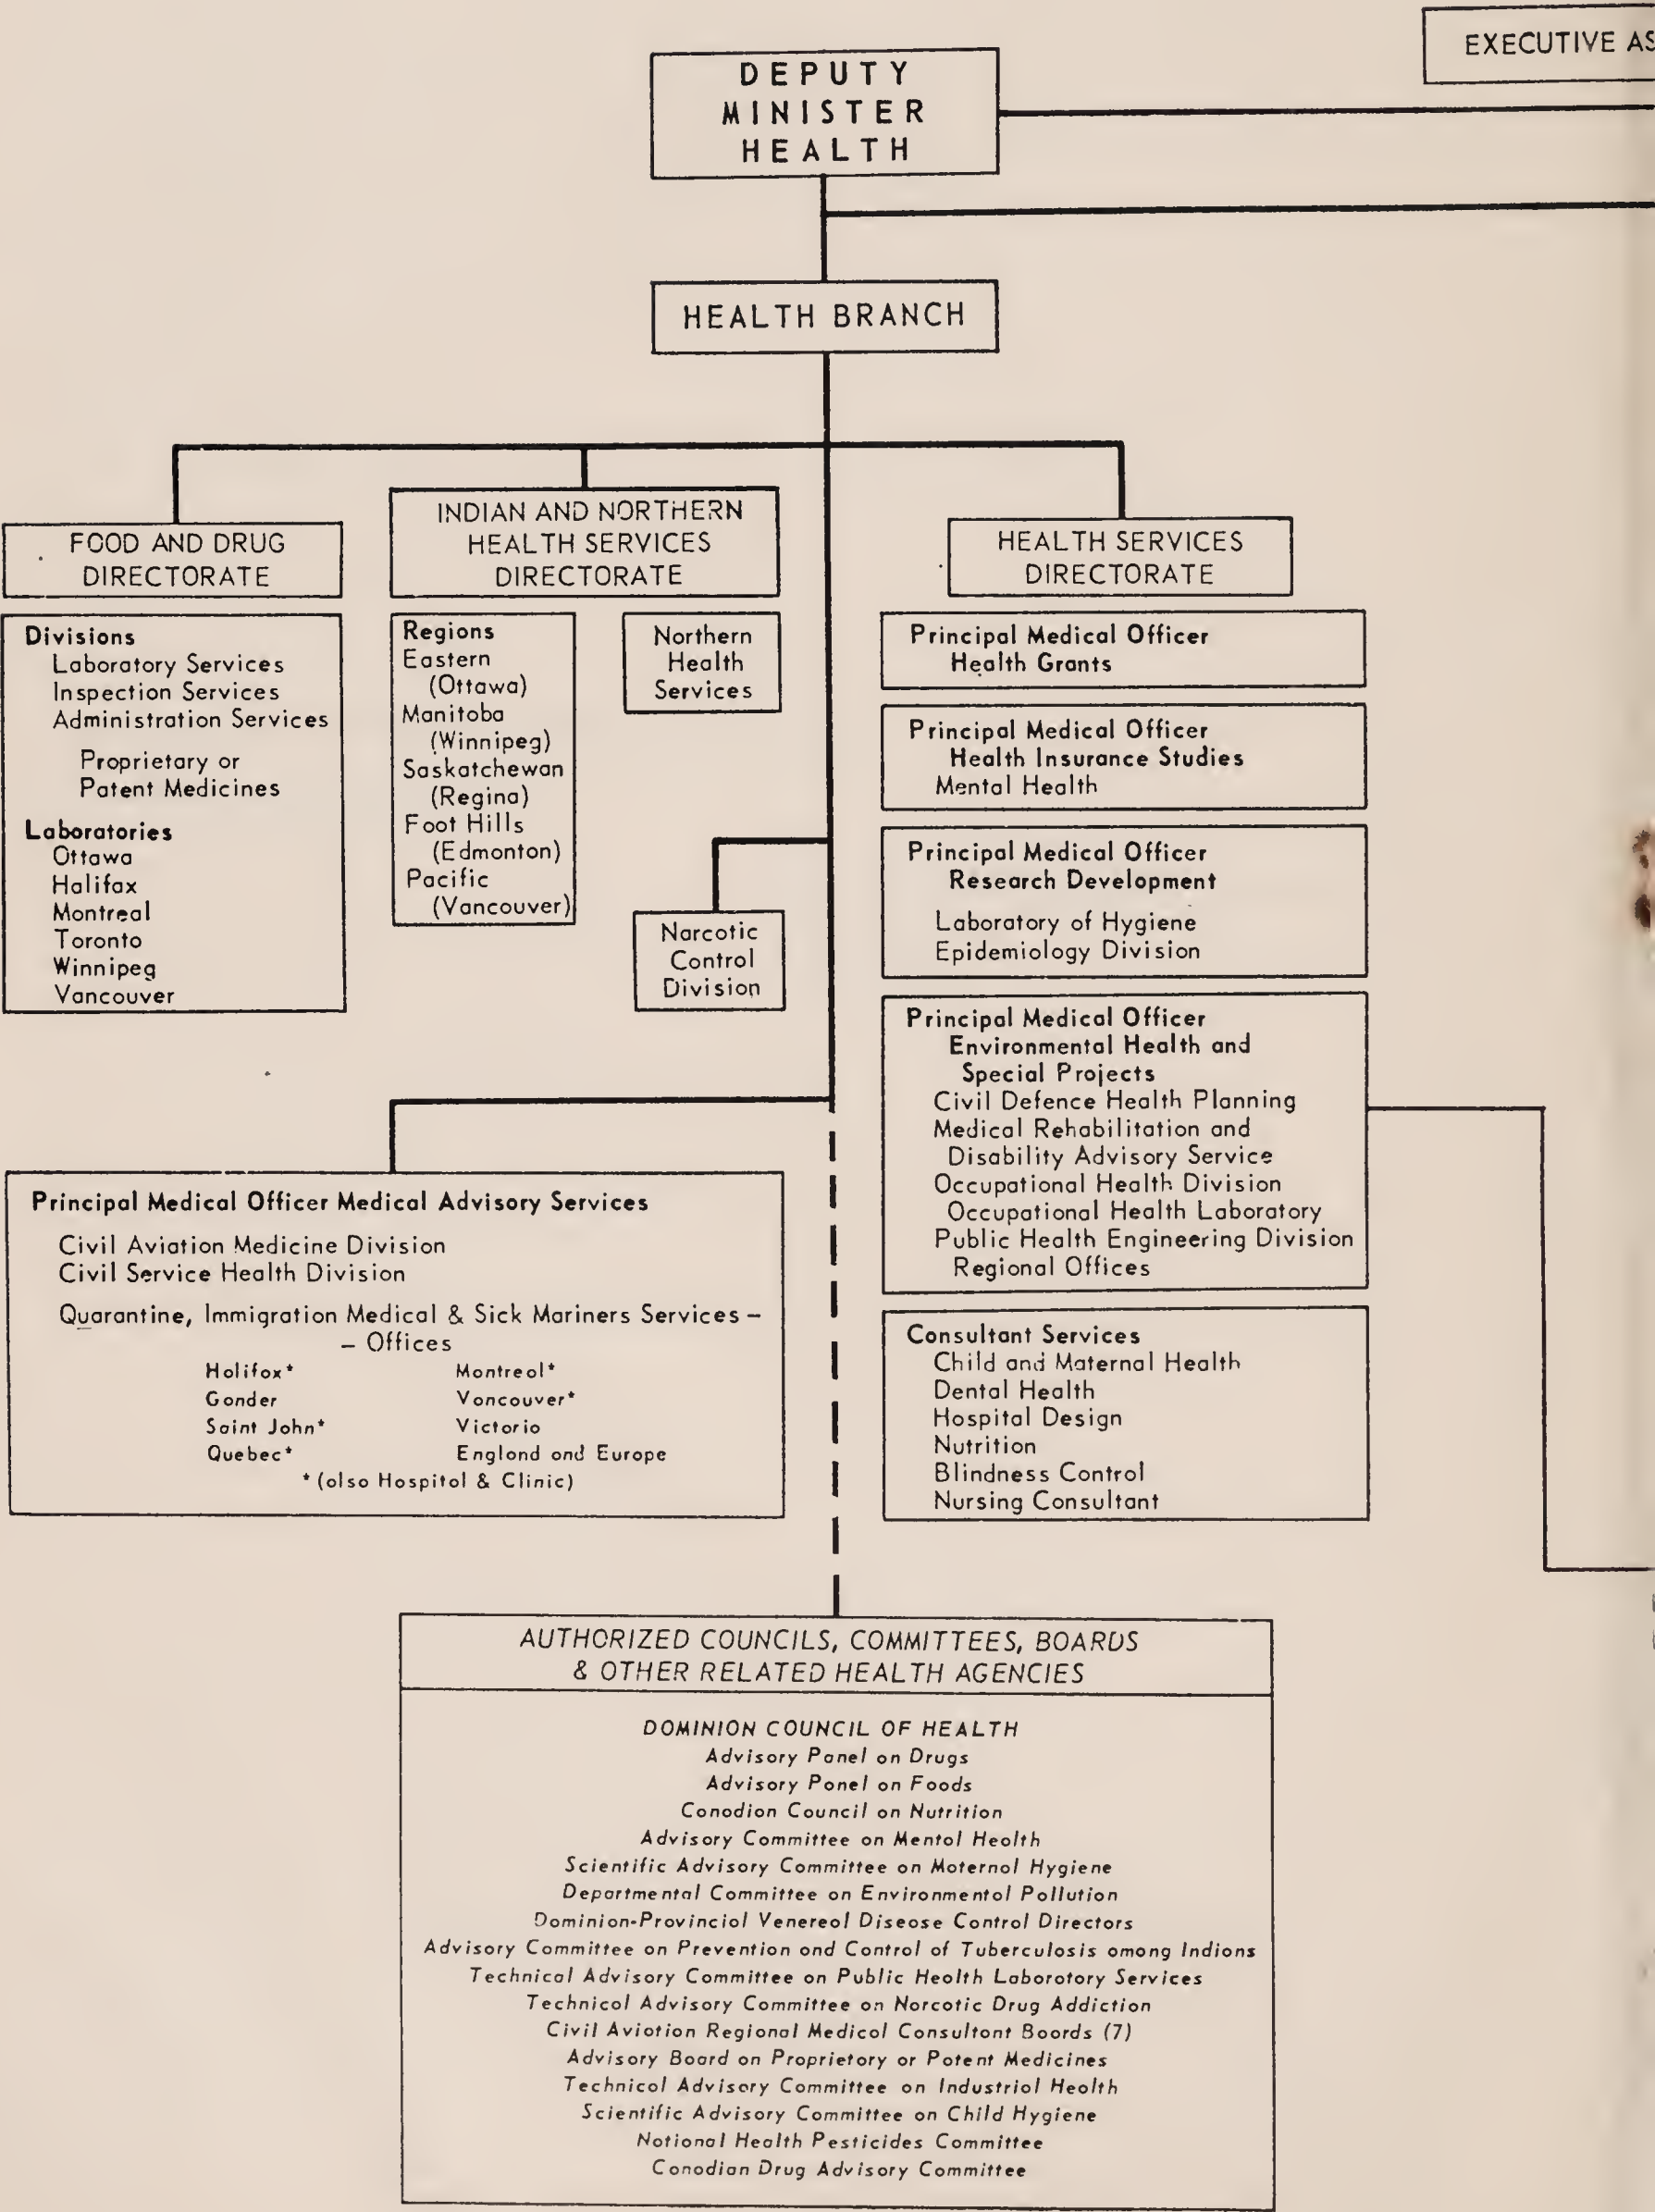 EXECUTIVE AS
DEPUTY
MINISTER
HEALTH
HEALTH BRANCH
FOOD AND DRUG
DIRECTORATE
Divisions
Laboratory Services
Inspection Services
Administration Services
Proprietary or
Patent Medicines
Laboratories
Ottawa
Halifax
Montreal
Toronto
Winnipeg
Vancouver
INDIAN AND NORTHERN
HEALTH SERVICES
DIRECTORATE
Regions
Eastern
(Ottawa)
Manitoba
(Winnipeg)
Saskatchewan
(Regina)
Foot Hills
(Edmonton)
Pacific
(Vancouver)
Northern
Health
Services
Narcotic
Control
Division
HEALTH SERVICES
DIRECTORATE
Principal Medical Officer
Health Grants
Principal Medical Officer
Health Insurance Studies
Mental Health
Principal Medical Officer
Research Development
Laboratory of Hygiene
Epidemiology Division
Principal Medical Officer
Environmental Health and
Special Projects
Civil Defence Health Planning
Medical Rehabilitation and
Disability Advisory Service
Occupational Health Division
Occupational Health Laboratory
Public Health Engineering Division
Regional Offices
Consultant Services
Child and Maternal Health
Dental Health
Hospital Design
Nutrition
Blindness Control
Nursing Consultant
Principal Medical Officer Medical Advisory Services
Civil Aviation Medicine Division
Civil Service Health Division
Quarantine, Immigration Medical & Sick Mariners Services –
– Offices
Halifax* Montreal*
Gander Vancouver*
Saint John* Victoria
Quebec* England and Europe
*(also Hospital & Clinic)
AUTHORIZED COUNCILS, COMMITTEES, BOARDS
& OTHER RELATED HEALTH AGENCIES
DOMINION COUNCIL OF HEALTH
Advisory Panel on Drugs
Advisory Panel on Foods
Canadian Council on Nutrition
Advisory Committee on Mental Health
Scientific Advisory Committee on Maternal Hygiene
Departmental Committee on Environmental Pollution
Dominion-Provincial Venereal Disease Control Directors
Advisory Committee on Prevention and Control of Tuberculosis among Indians
Technical Advisory Committee on Public Health Laboratory Services
Technical Advisory Committee on Narcotic Drug Addiction
Civil Aviation Regional Medical Consultant Boards (7)
Advisory Board on Proprietary or Patent Medicines
Technical Advisory Committee on Industrial Health
Scientific Advisory Committee on Child Hygiene
National Health Pesticides Committee
Canadian Drug Advisory Committee